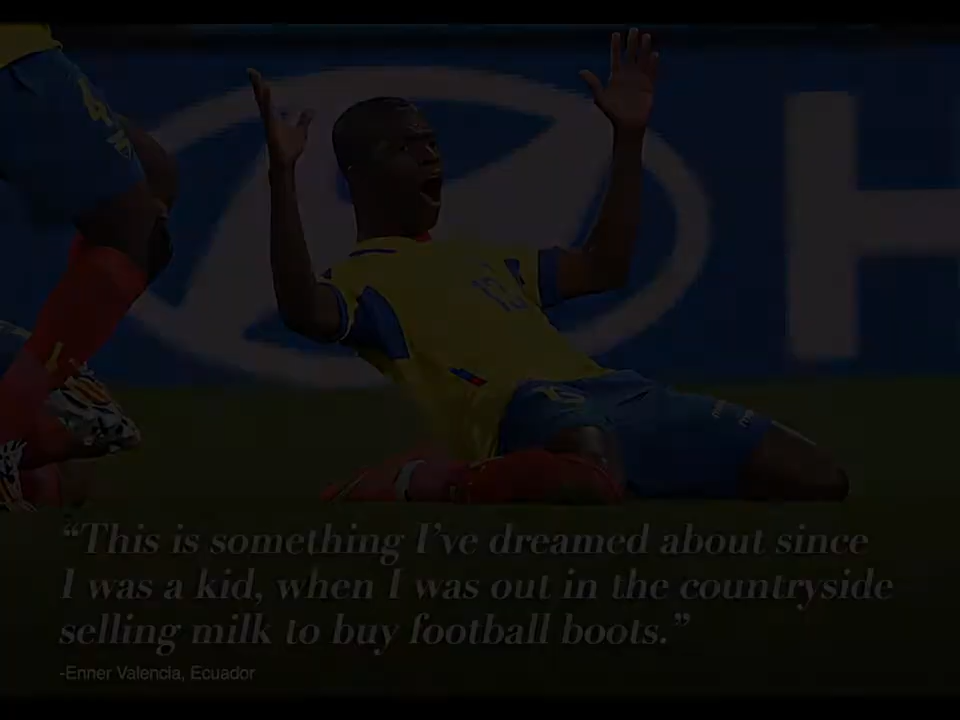 13
H
“This is something I’ve dreamed about since
I was a kid, when I was out in the countryside
selling milk to buy football boots.”
-Enner Valencia, Ecuador